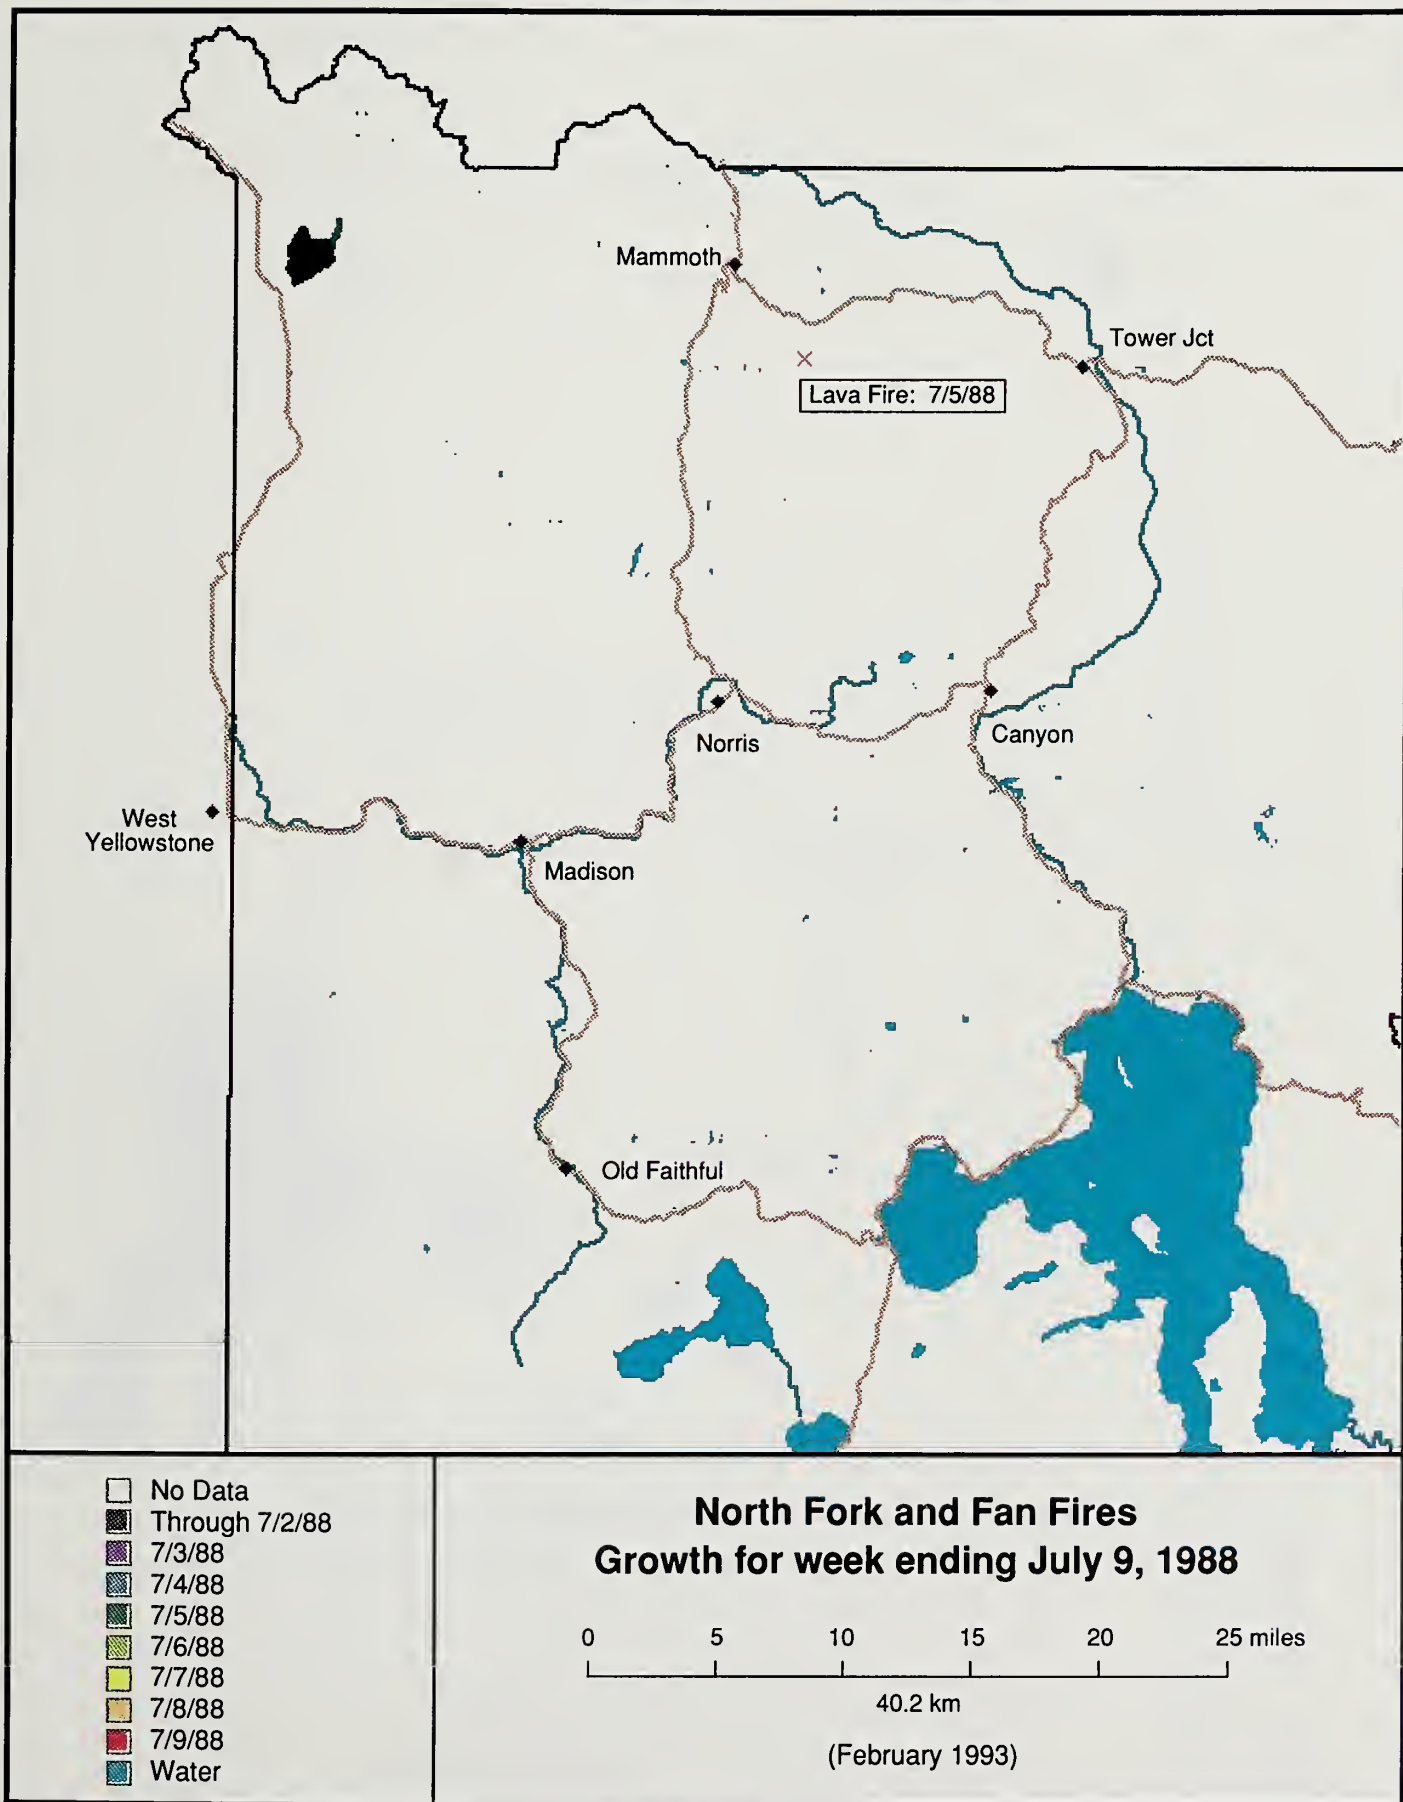 Mammoth
Tower Jct
Lava Fire: 7/5/88
Norris
Canyon
West
Yellowstone
Madison
Old Faithful
No Data
Through 7/2/88
7/3/88
7/4/88
7/5/88
7/6/88
7/7/88
7/8/88
7/9/88
Water
North Fork and Fan Fires
Growth for week ending July 9, 1988
0 5 10 15 20 25 miles
40.2 km
(February 1993)